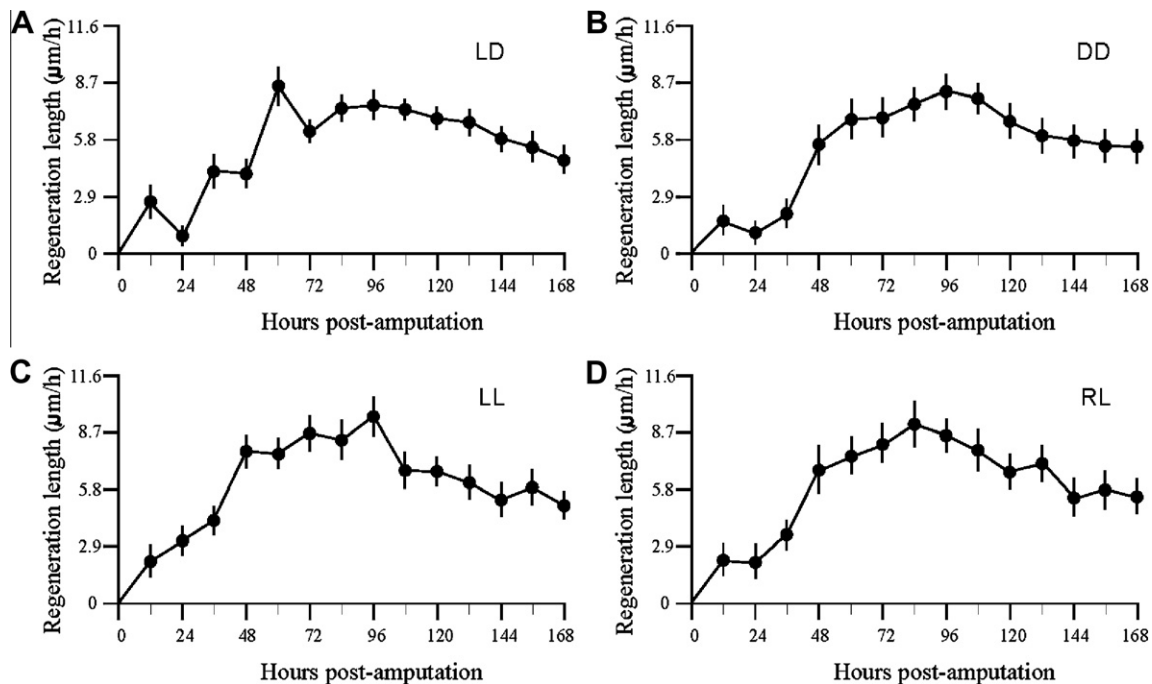 A
LD
Regeneration length (µm/h)
11.6
8.7
5.8
2.9
0
0 24 48 72 96 120 144 168
Hours post-amputation
B
DD
Regeneration length (µm/h)
11.6
8.7
5.8
2.9
0
0 24 48 72 96 120 144 168
Hours post-amputation
C
LL
Regeneration length (µm/h)
11.6
8.7
5.8
2.9
0
0 24 48 72 96 120 144 168
Hours post-amputation
D
RL
Regeneration length (µm/h)
11.6
8.7
5.8
2.9
0
0 24 48 72 96 120 144 168
Hours post-amputation